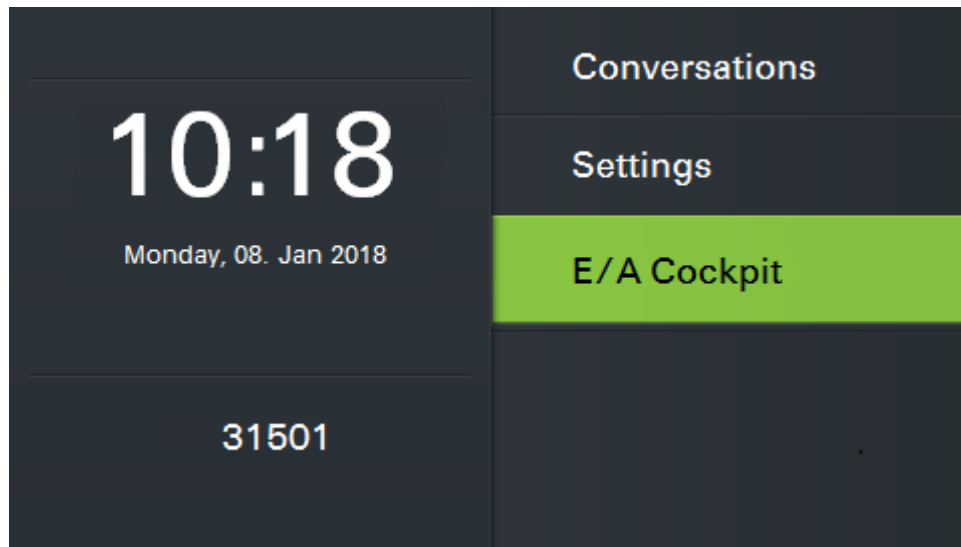 10:18
Monday, 08. Jan 2018
31501
Conversations
Settings
E/A Cockpit